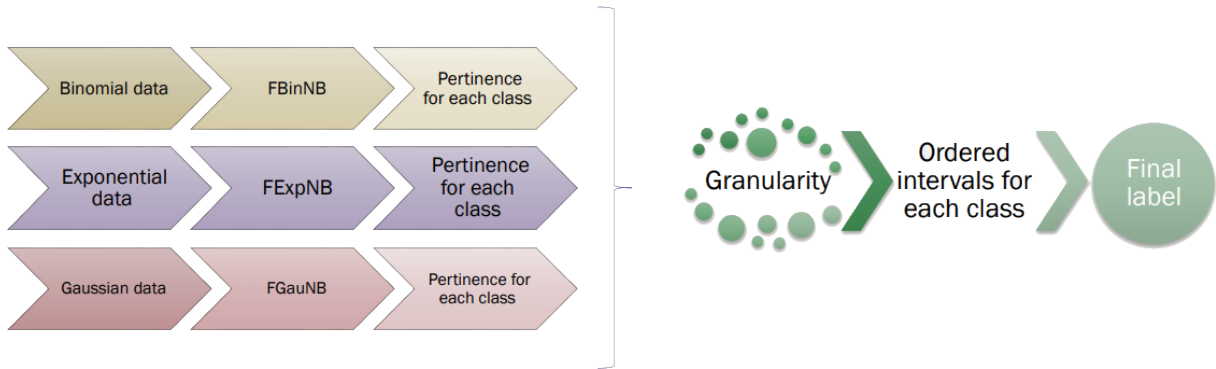 Binomial data
FBinNB
Pertinence
for each class
Exponential
data
FExpNB
Pertinence
for each
class
Gaussian data
FGauNB
Pertinence for
each class
Granularity
Ordered
intervals for
each class
Final
label